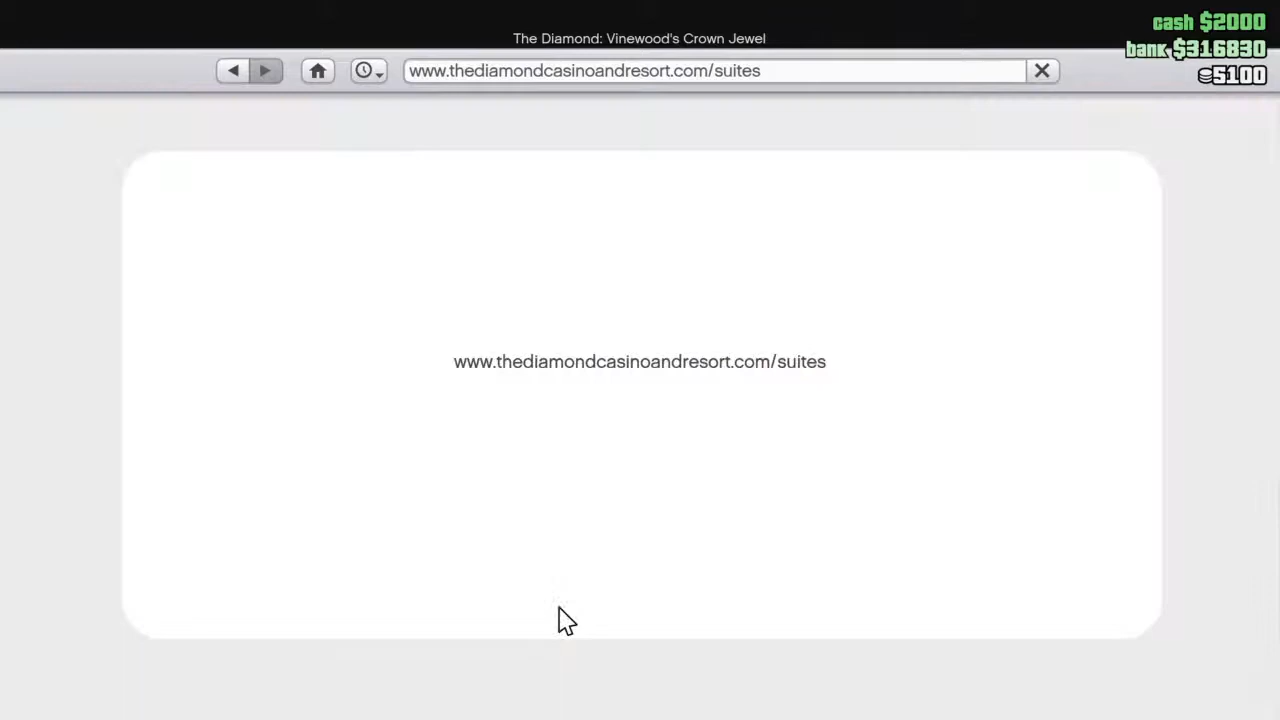 The Diamond: Vinewood's Crown Jewel
cash $2000
bank $316830
5100
www.thediamondcasinoandresort.com/suites
www.thediamondcasinoandresort.com/suites